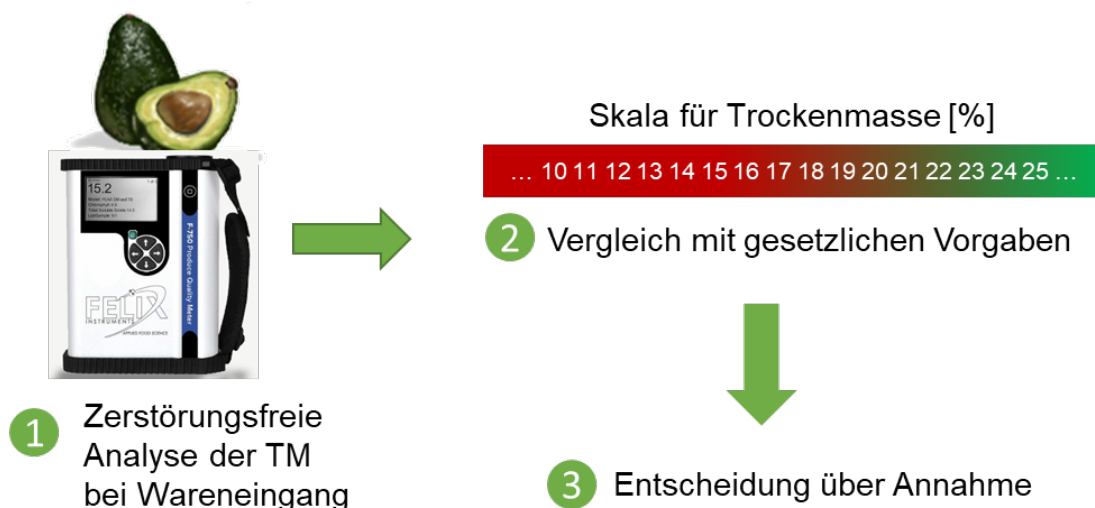 Skala für Trockenmasse [%]
... 10 11 12 13 14 15 16 17 18 19 20 21 22 23 24 25 ...
15.2
F-750 Produce Quality Meter
FELIX
INSTRUMENTS
APPLIED FOOD SCIENCE
2 Vergleich mit gesetzlichen Vorgaben
1 Zerstörungsfreie
Analyse der TM
bei Wareneingang
3 Entscheidung über Annahme